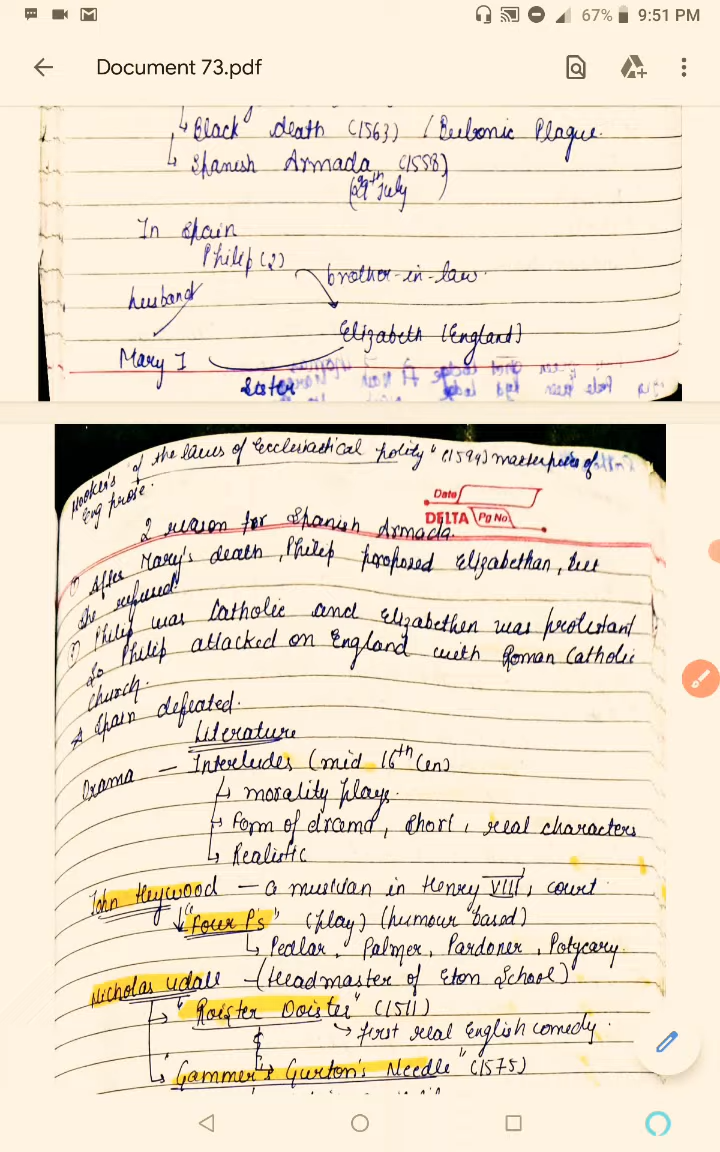 67% 9:51 PM
Document 73.pdf
Black death (1563) / Bubonic Plague.
Spanish Armada (1558)
(29th July
In Spain
Philip (2)
brother-in-law.
husband
Elizabeth (England)
Mary I
Sister
Hooker's "of the laws of Ecclesiastical polity" (1594) masterpiece of
Eng prose.
Date
DELTA Pg No
2 reason for Spanish Armada.
① After Mary's death, Philip proposed Elizabethan, but
she refused.
② Philip was Catholic and Elizabethen was protestant
So Philip attacked on England with Roman Catholic
Church.
Spain defeated.
Literature
Drama — Interludes (mid 16th Cen)
morality plays.
Form of drama, short, real characters
Realistic
John Heywood — a musician in Henry VIII, court
"Four P's" (play) (humour based)
Pedlar, Palmer, Pardoner, Potycary
Nicholas udall — (Headmaster of Eton School)
"Roister Doister" (1511)
first real English comedy.
"Gammer's Gurton's Needle" (1575)